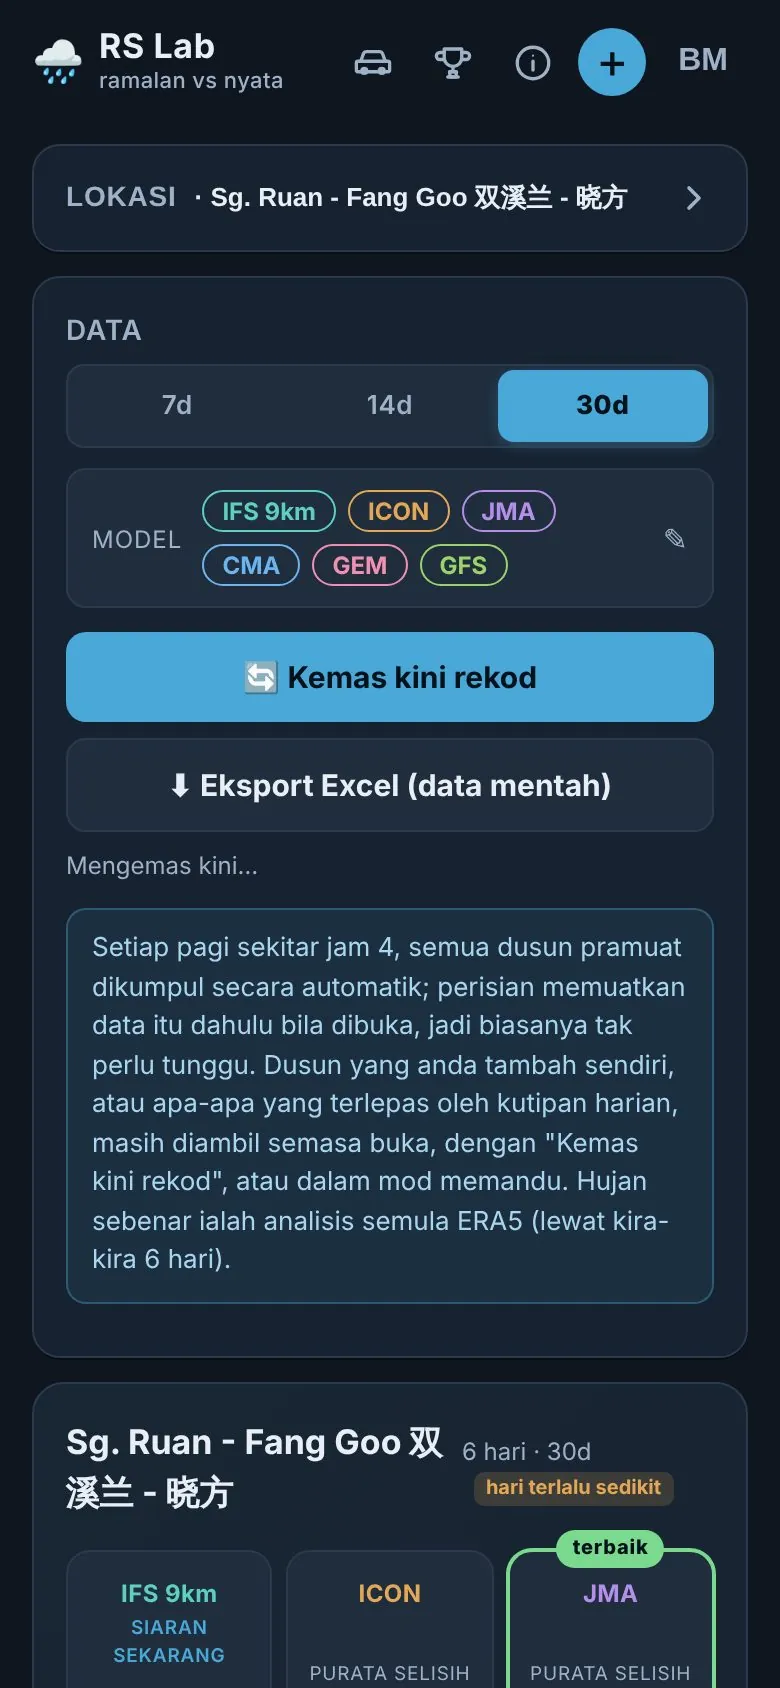 RS Lab
ramalan vs nyata
BM
LOKASI · Sg. Ruan - Fang Goo 双溪兰 - 晓方
DATA
7d 14d 30d
MODEL
IFS 9km ICON JMA
CMA GEM GFS
Kemas kini rekod
⬇ Eksport Excel (data mentah)
Mengemas kini...
Setiap pagi sekitar jam 4, semua dusun pramuat
dikumpul secara automatik; perisian memuatkan
data itu dahulu bila dibuka, jadi biasanya tak
perlu tunggu. Dusun yang anda tambah sendiri,
atau apa-apa yang terlepas oleh kutipan harian,
masih diambil semasa buka, dengan "Kemas
kini rekod", atau dalam mod memandu. Hujan
sebenar ialah analisis semula ERA5 (lewat kira-
kira 6 hari).
Sg. Ruan - Fang Goo 双
溪兰 - 晓方
6 hari · 30d
hari terlalu sedikit
IFS 9km
SIARAN
SEKARANG
ICON
PURATA SELISIH
terbaik
JMA
PURATA SELISIH